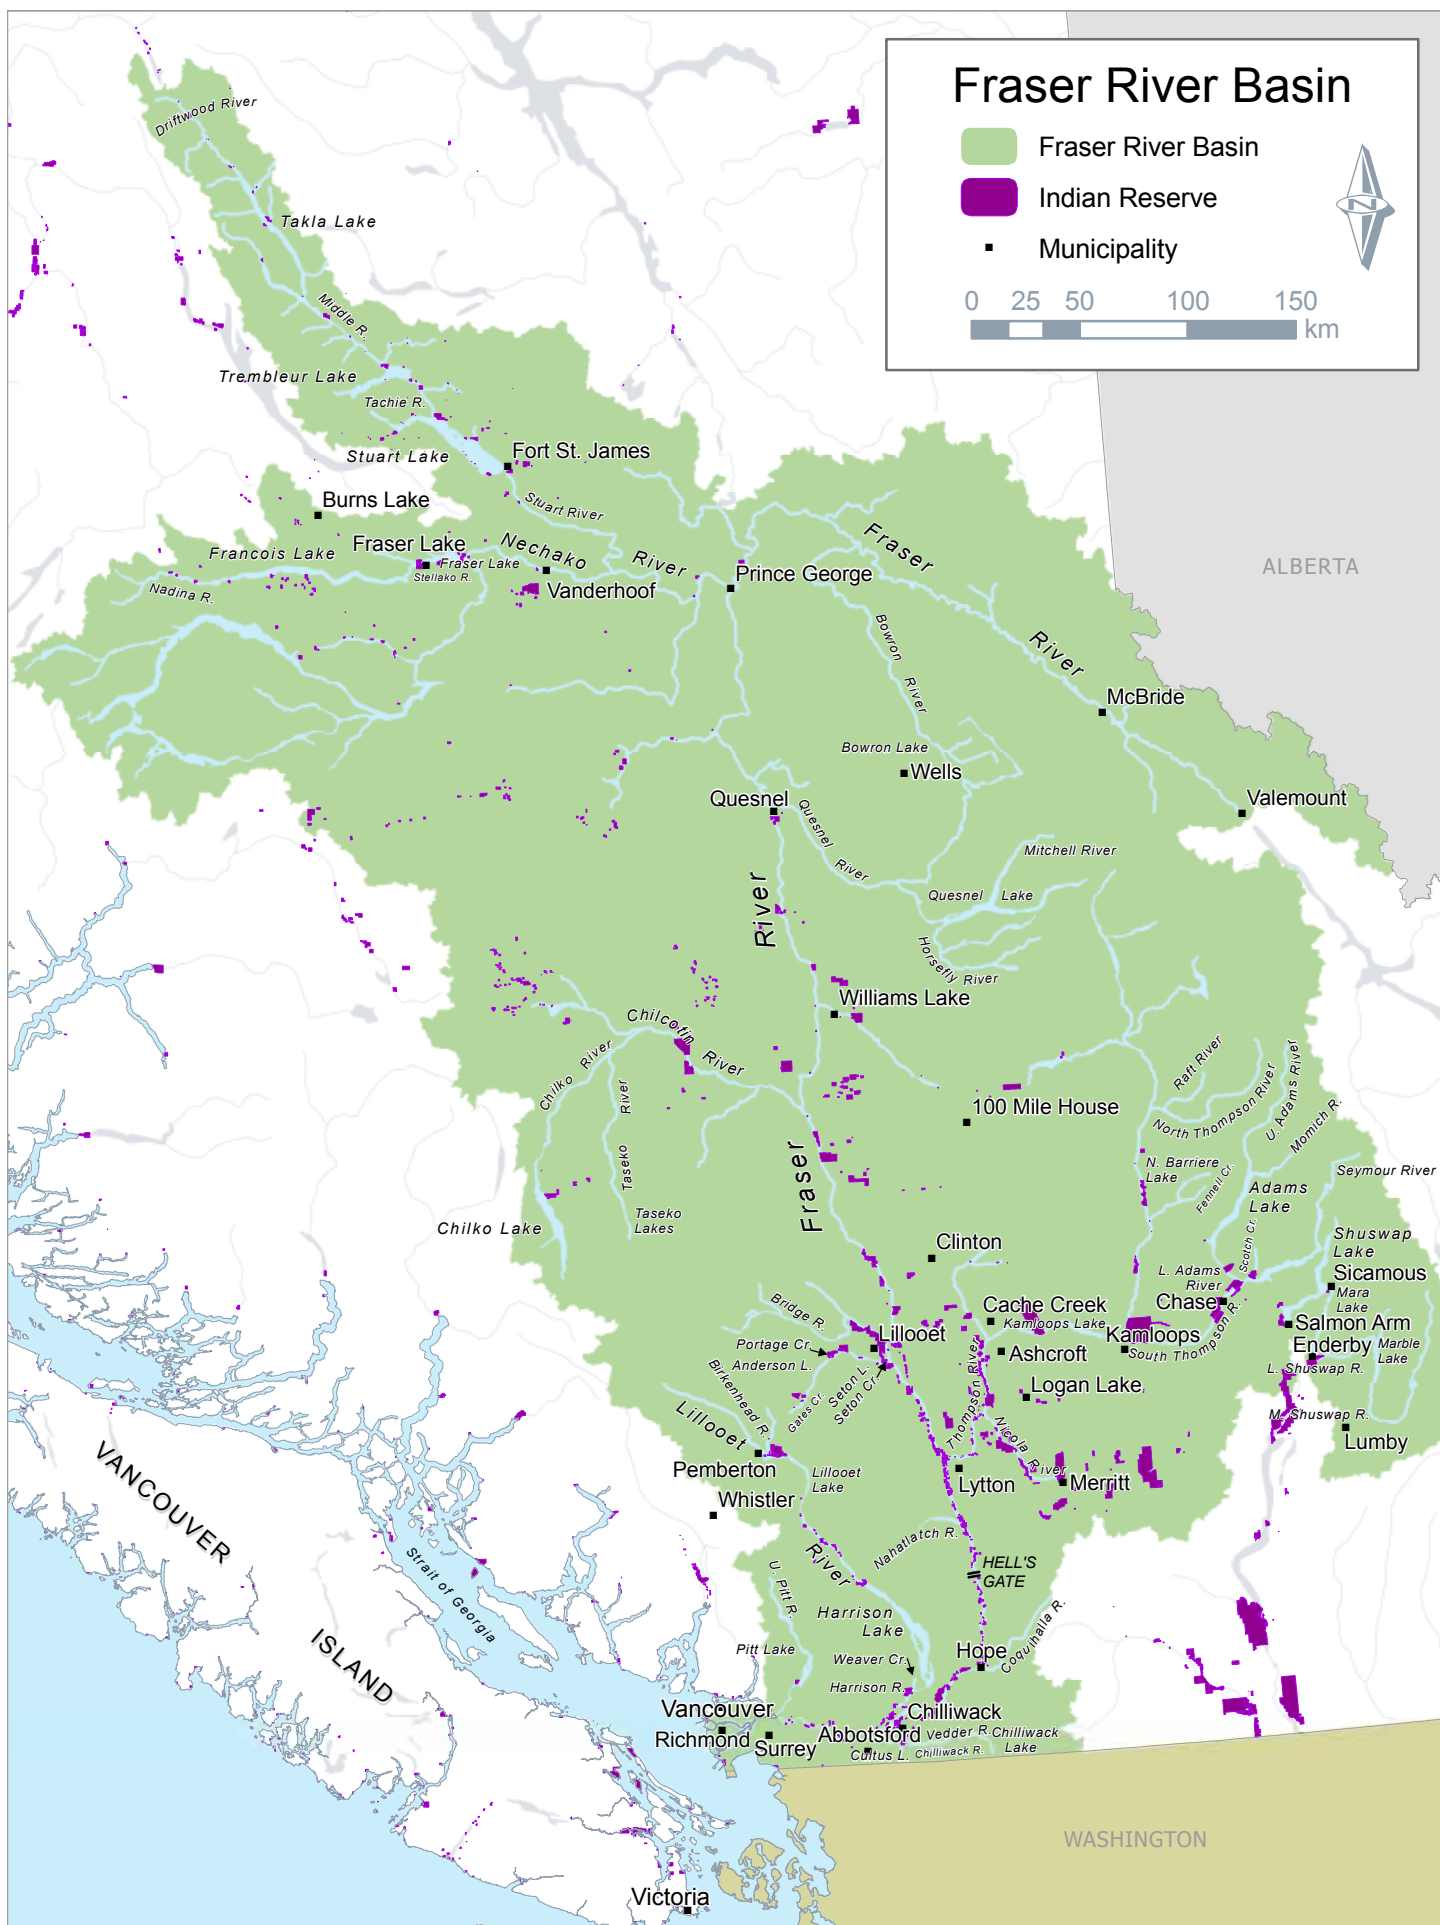 Fraser River Basin
Fraser River Basin
Indian Reserve
Municipality
N
0 25 50 100 150
km
Driftwood River
Takla Lake
Middle R.
Trembleur Lake
Tachie R.
Stuart Lake
Fort St. James
Burns Lake
Stuart River
Francois Lake
Fraser Lake
Fraser Lake
Stellako R.
Nechako River
Nadina R.
Vanderhoof
Prince George
Fraser River
ALBERTA
Bowron River
McBride
Bowron Lake
Wells
Quesnel
Quesnel River
Valemount
Mitchell River
Quesnel Lake
Horsefly River
River
Williams Lake
Chilcotin River
Chilko River
Taseko River
Raft River
North Thompson River
U. Adams River
Momich R.
100 Mile House
Fraser
N. Barriere
Lake
Fennell Cr.
Seymour River
Adams
Lake
Taseko
Taseko
Lakes
Chilko Lake
Clinton
Scotch Cr.
Shuswap
Lake
L. Adams
River
Sicamous
Mara
Lake
Chase
Bridge R.
Cache Creek
Kamloops Lake
Kamloops
South Thompson R.
Salmon Arm
Enderby
Marble
Lake
Portage Cr.
Lillooet
Anderson L.
Seton L.
Seton Cr.
Ashcroft
L. Shuswap R.
Birkenhead R.
Gates Cr.
Thompson River
Logan Lake
M. Shuswap R.
Lumby
Lillooet River
Nicola River
Pemberton
Lillooet
Lake
Lytton
Merritt
Whistler
VANCOUVER ISLAND
Strait of Georgia
Nahatlatch R.
HELL'S
GATE
U. Pitt R.
Harrison
Lake
Coquihalla R.
Pitt Lake
Hope
Weaver Cr.
Harrison R.
Vancouver
Chilliwack
Richmond
Surrey
Abbotsford
Vedder R.
Chilliwack
Lake
Cultus L.
Chilliwack R.
WASHINGTON
Victoria